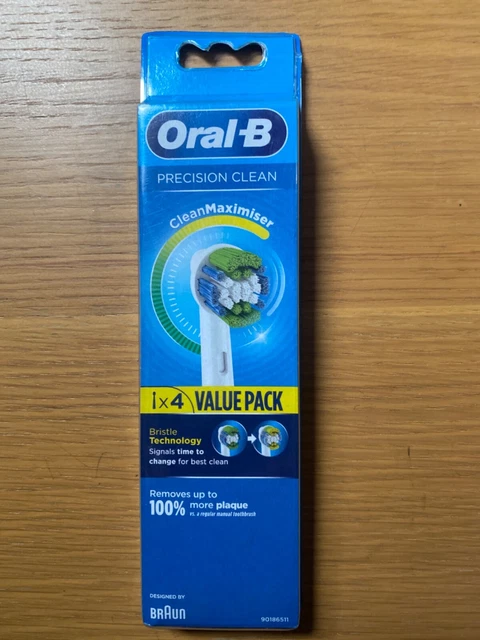 Oral-B
PRECISION CLEAN
CleanMaximiser
x4 VALUE PACK
Bristle
Technology
Signals time to
change for best clean
Removes up to
100% more plaque
vs. a regular manual toothbrush
DESIGNED BY
BRAUN
90186511